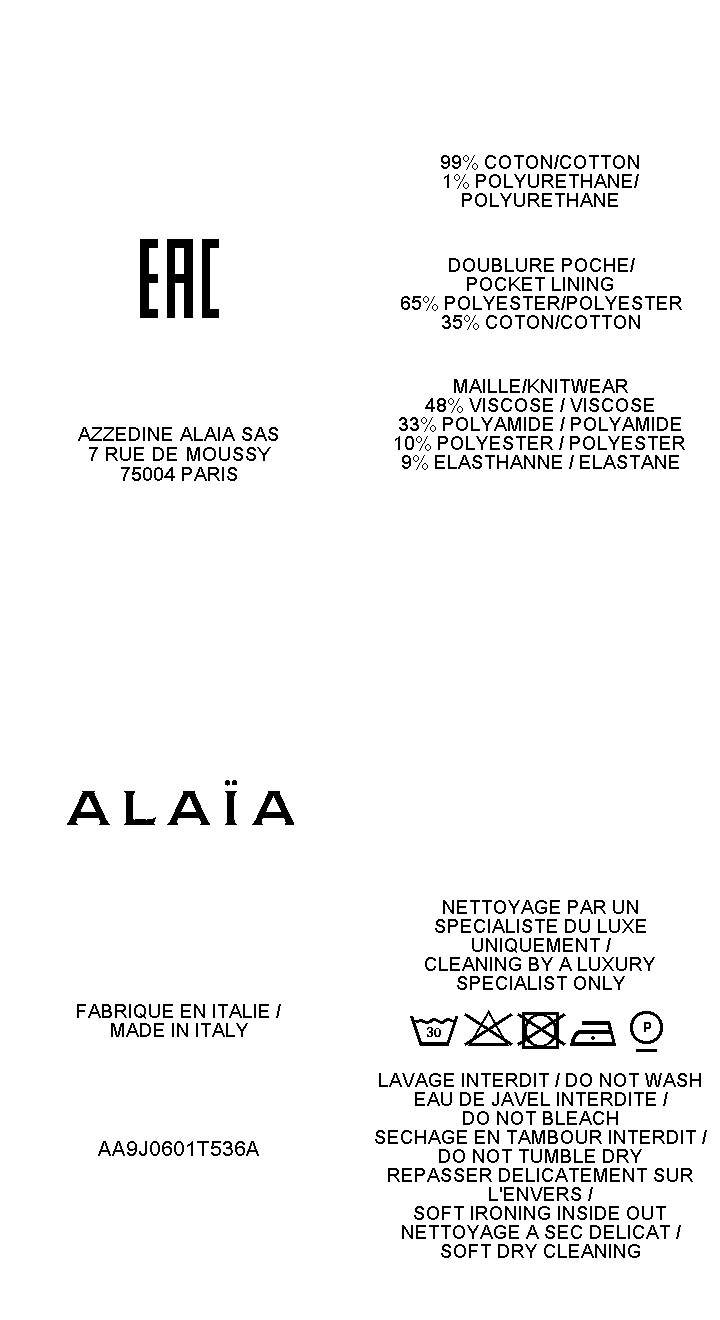 EAC
AZZEDINE ALAIA SAS
7 RUE DE MOUSSY
75004 PARIS
99% COTON/COTTON
1% POLYURETHANE/
POLYURETHANE
DOUBLURE POCHE/
POCKET LINING
65% POLYESTER/POLYESTER
35% COTON/COTTON
MAILLE/KNITWEAR
48% VISCOSE / VISCOSE
33% POLYAMIDE / POLYAMIDE
10% POLYESTER / POLYESTER
9% ELASTHANNE / ELASTANE
ALAÏA
FABRIQUE EN ITALIE /
MADE IN ITALY
AA9J0601T536A
NETTOYAGE PAR UN
SPECIALISTE DU LUXE
UNIQUEMENT /
CLEANING BY A LUXURY
SPECIALIST ONLY
30 P
LAVAGE INTERDIT / DO NOT WASH
EAU DE JAVEL INTERDITE /
DO NOT BLEACH
SECHAGE EN TAMBOUR INTERDIT /
DO NOT TUMBLE DRY
REPASSER DELICATEMENT SUR
L'ENVERS /
SOFT IRONING INSIDE OUT
NETTOYAGE A SEC DELICAT /
SOFT DRY CLEANING